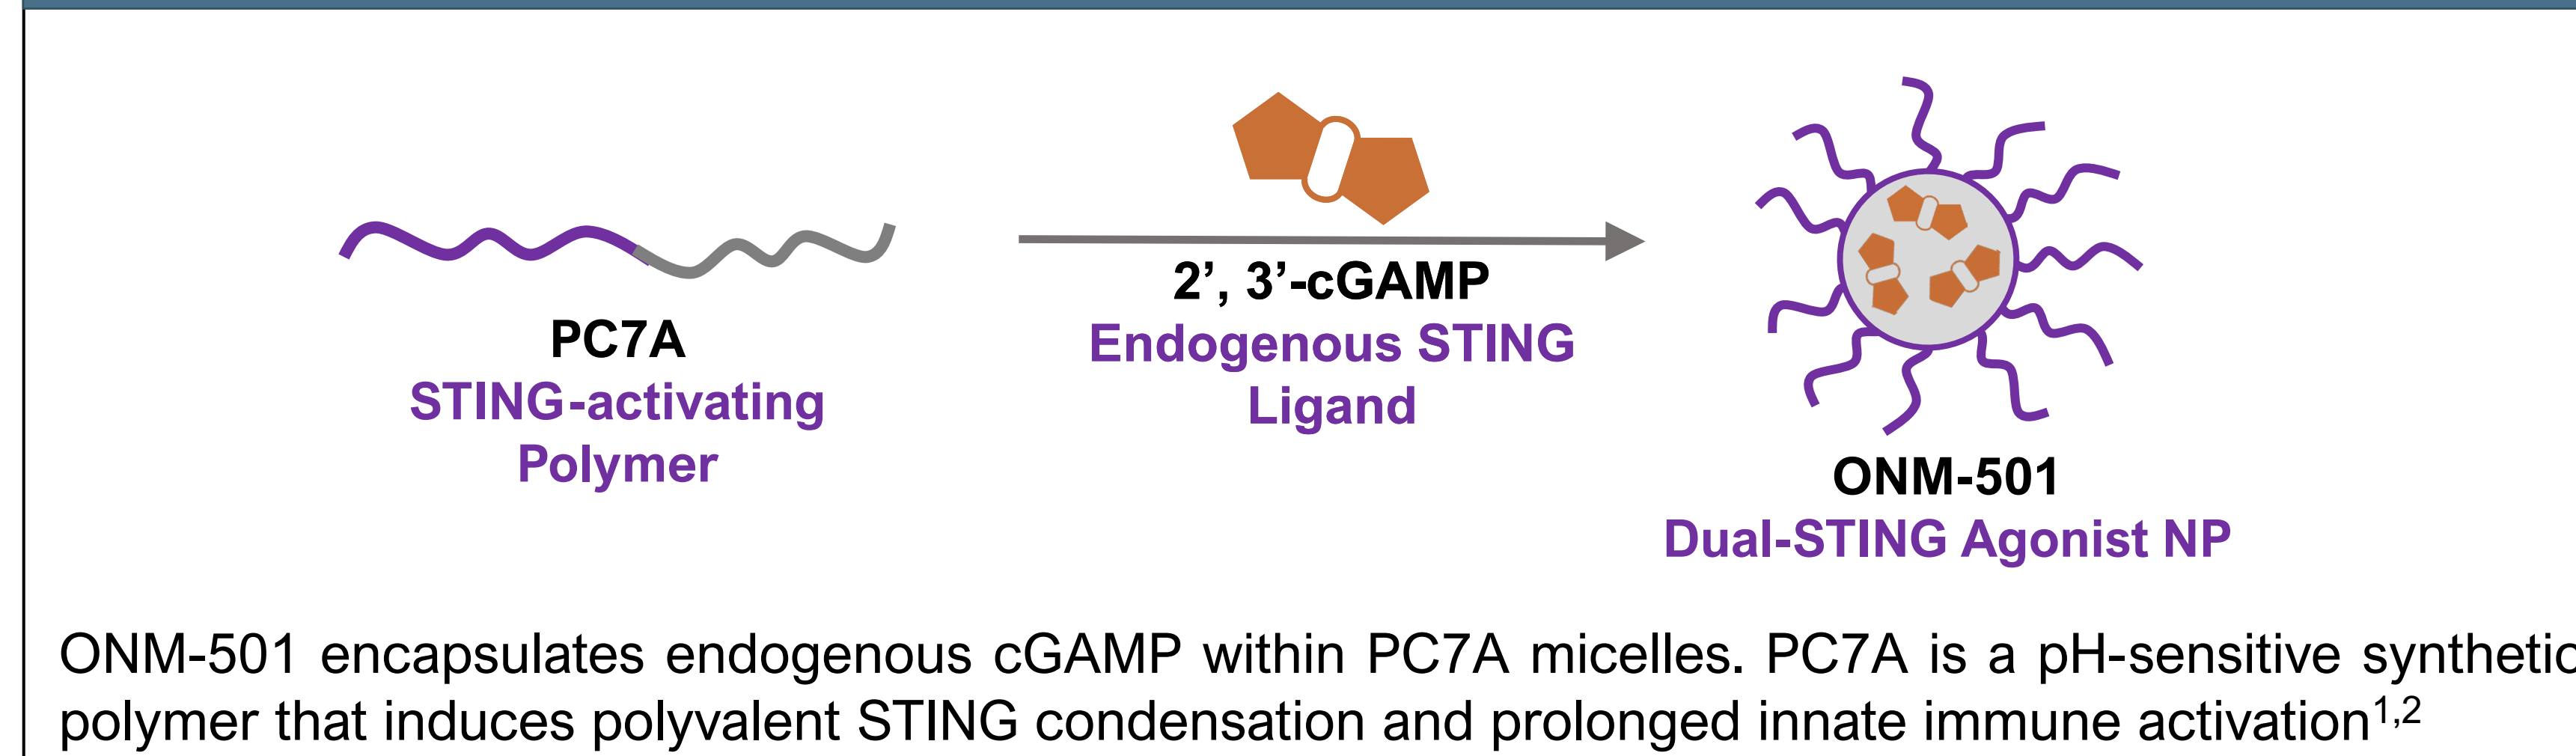 PC7A
STING-activating
Polymer
2’, 3’-cGAMP
Endogenous STING
Ligand
ONM-501
Dual-STING Agonist NP
ONM-501 encapsulates endogenous cGAMP within PC7A micelles. PC7A is a pH-sensitive synthetic
polymer that induces polyvalent STING condensation and prolonged innate immune activation1,2